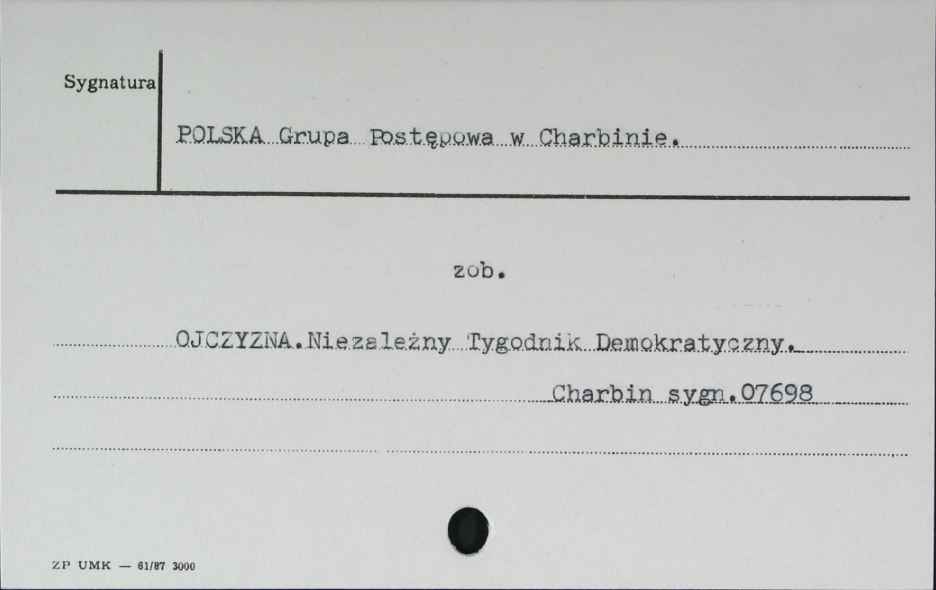 Sygnatura
POLSKA Grupa Postępowa w Charbinie.
zob.
OJCZYZNA.Niezależny Tygodnik Demokratyczny.
Charbin sygn.07698
ZP UMK — 61/87 3000